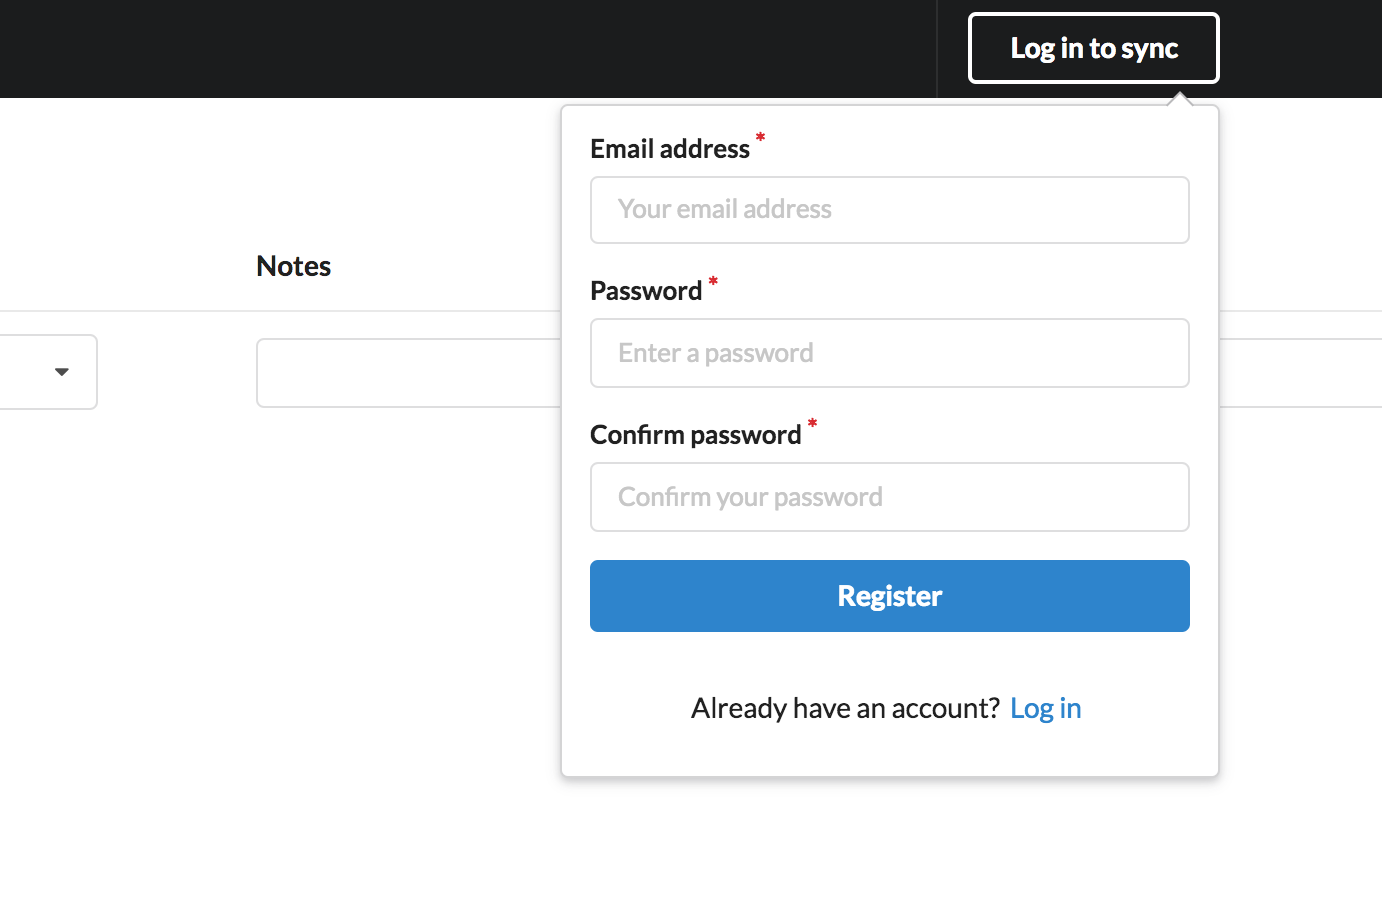 Log in to sync
Email address *
Your email address
Notes
Password *
Enter a password
Confirm password *
Confirm your password
Register
Already have an account? Log in